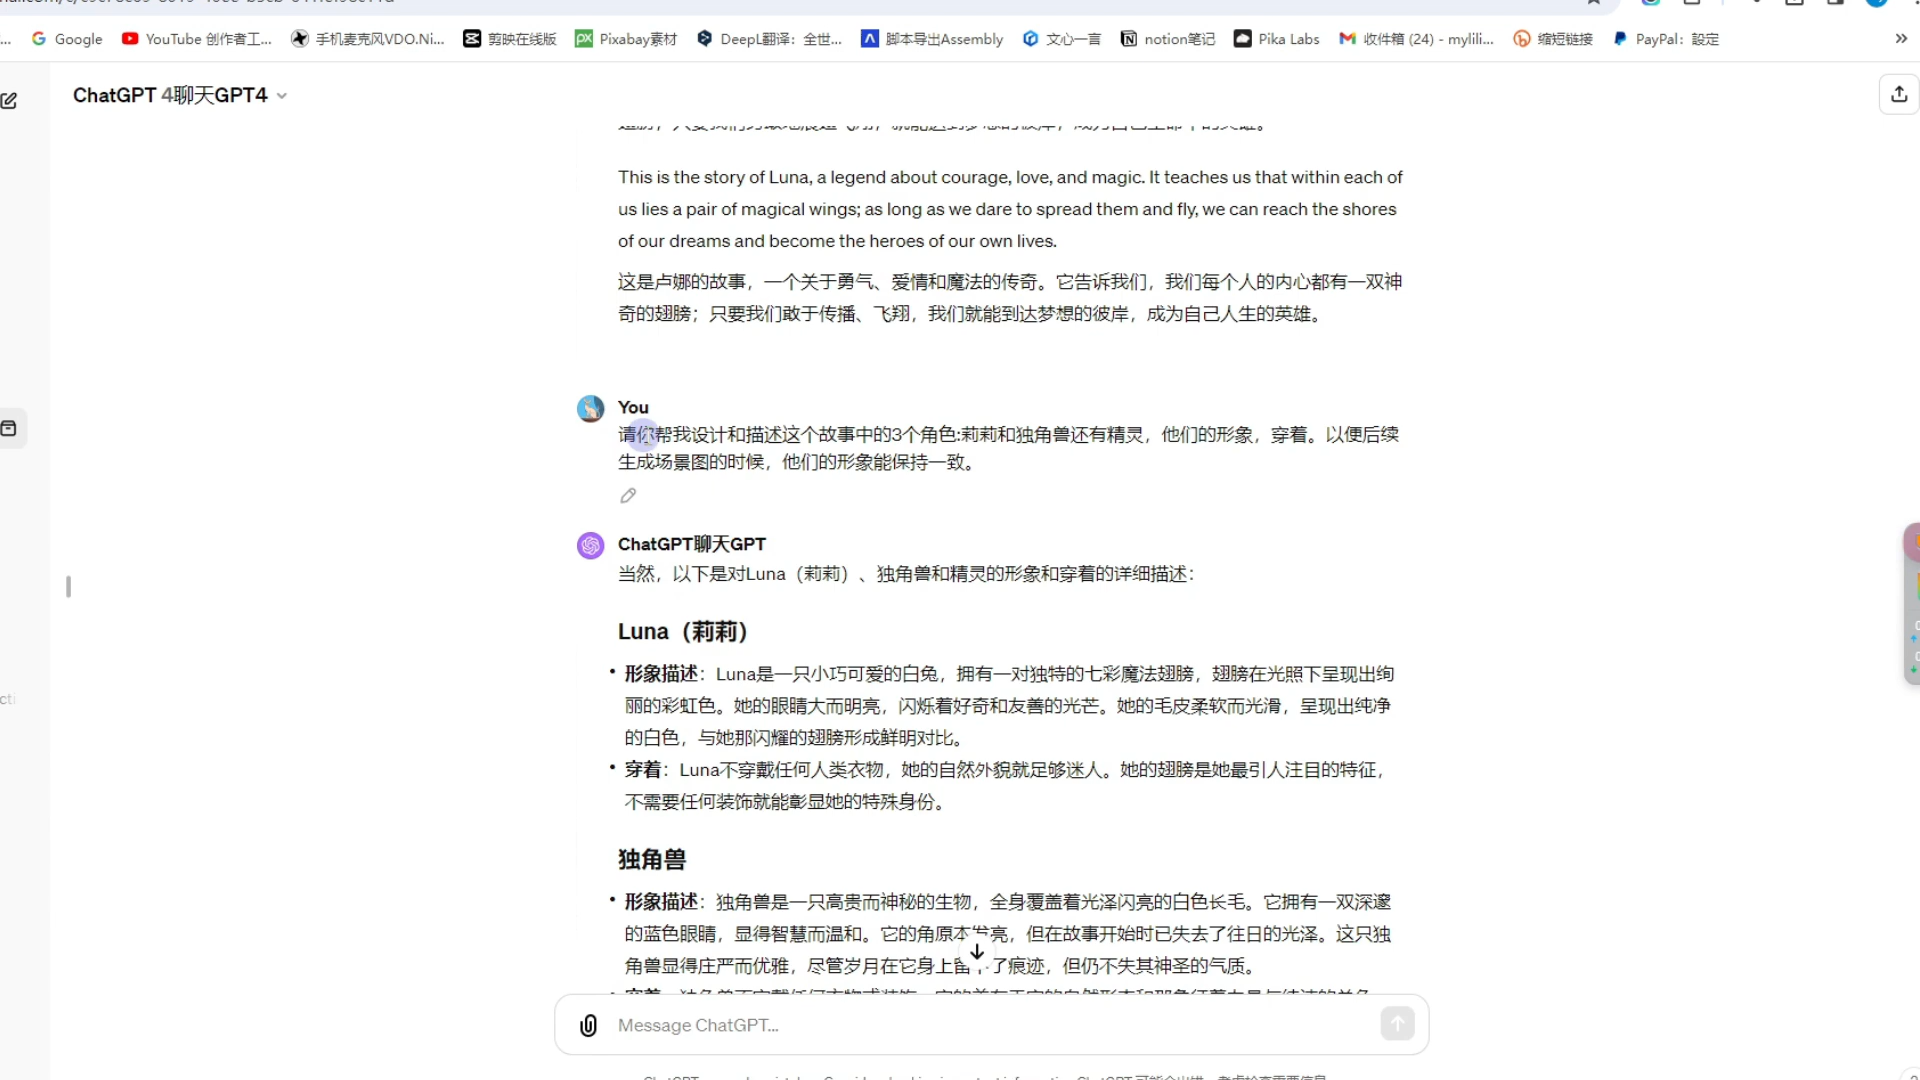 Google
YouTube 创作者工...
手机麦克风VDO.Ni...
剪映在线版
Pixabay素材
DeepL翻译：全世...
脚本导出Assembly
文心一言
notion笔记
Pika Labs
收件箱 (24) - mylili...
缩短链接
PayPal：設定
ChatGPT 4聊天GPT4
This is the story of Luna, a legend about courage, love, and magic. It teaches us that within each of
us lies a pair of magical wings; as long as we dare to spread them and fly, we can reach the shores
of our dreams and become the heroes of our own lives.
这是卢娜的故事，一个关于勇气、爱情和魔法的传奇。它告诉我们，我们每个人的内心都有一双神
奇的翅膀；只要我们敢于传播、飞翔，我们就能到达梦想的彼岸，成为自己人生的英雄。
You
请你帮我设计和描述这个故事中的3个角色:莉莉和独角兽还有精灵，他们的形象，穿着。以便后续
生成场景图的时候，他们的形象能保持一致。
ChatGPT聊天GPT
当然，以下是对Luna（莉莉）、独角兽和精灵的形象和穿着的详细描述：
Luna（莉莉）
• 形象描述：Luna是一只小巧可爱的白兔，拥有一对独特的七彩魔法翅膀，翅膀在光照下呈现出绚
丽的彩虹色。她的眼睛大而明亮，闪烁着好奇和友善的光芒。她的毛皮柔软而光滑，呈现出纯净
的白色，与她那闪耀的翅膀形成鲜明对比。
• 穿着：Luna不穿戴任何人类衣物，她的自然外貌就足够迷人。她的翅膀是她最引人注目的特征，
不需要任何装饰就能彰显她的特殊身份。
独角兽
• 形象描述：独角兽是一只高贵而神秘的生物，全身覆盖着光泽闪亮的白色长毛。它拥有一双深邃
的蓝色眼睛，显得智慧而温和。它的角原本发亮，但在故事开始时已失去了往日的光泽。这只独
角兽显得庄严而优雅，尽管岁月在它身上留下了痕迹，但仍不失其神圣的气质。
Message ChatGPT...